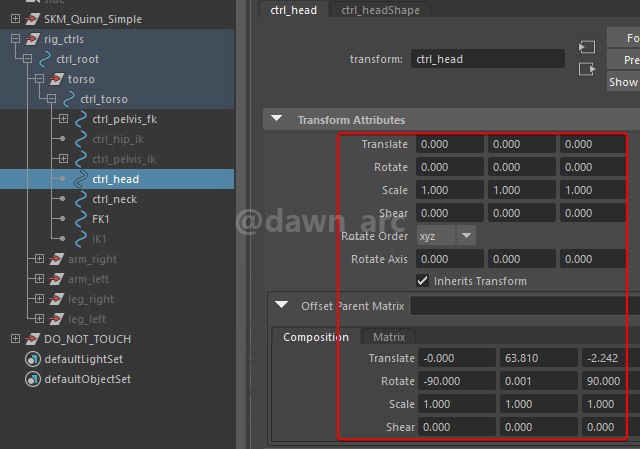 side
SKM_Quinn_Simple
rig_ctrls
ctrl_root
torso
ctrl_torso
ctrl_pelvis_fk
ctrl_hip_ik
ctrl_pelvis_ik
ctrl_head
ctrl_neck
FK1
IK1
arm_right
arm_left
leg_right
leg_left
DO_NOT_TOUCH
defaultLightSet
defaultObjectSet
ctrl_head ctrl_headShape
transform: ctrl_head
Fo
Pre
Show
Transform Attributes
Translate 0.000 0.000 0.000
Rotate 0.000 0.000 0.000
Scale 1.000 1.000 1.000
Shear 0.000 0.000 0.000
Rotate Order xyz
Rotate Axis 0.000 0.000 0.000
Inherits Transform
Offset Parent Matrix
Composition Matrix
Translate -0.000 63.810 -2.242
Rotate -90.000 0.001 90.000
Scale 1.000 1.000 1.000
Shear 0.000 0.000 0.000
@dawn_arc